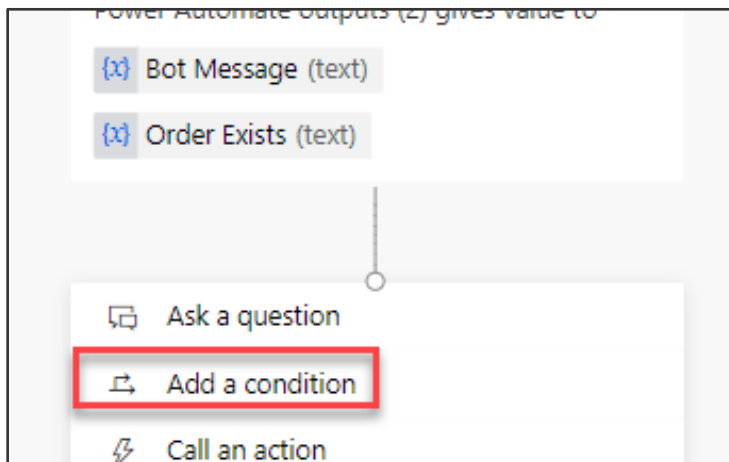 Power Automate outputs (2) gives value to
{x} Bot Message (text)
{x} Order Exists (text)
Ask a question
Add a condition
Call an action